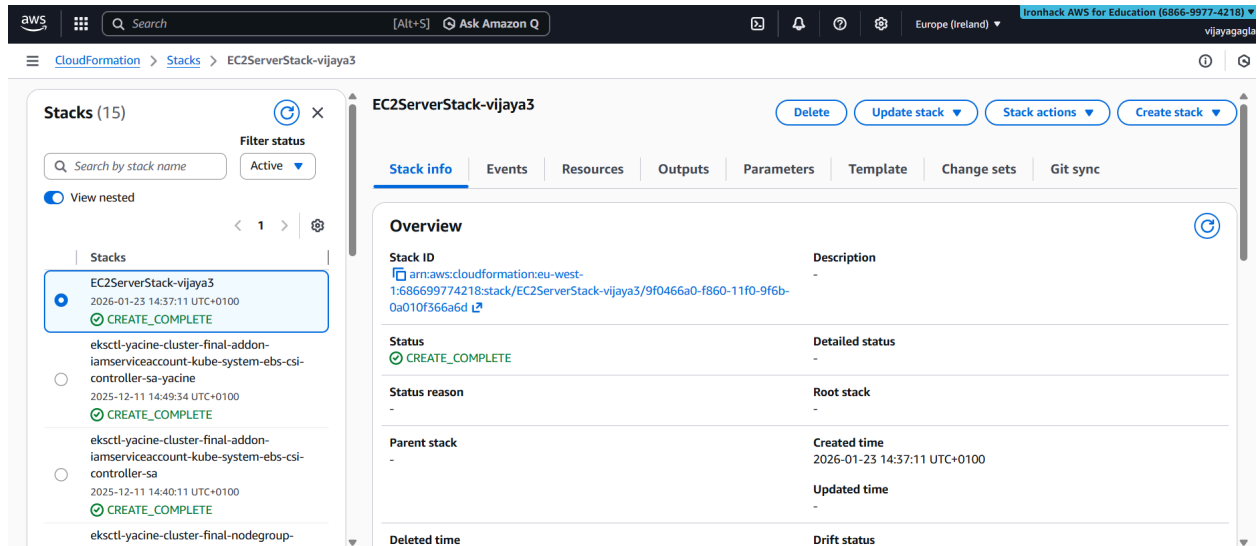 aws
Search
[Alt+S]
Ask Amazon Q
Europe (Ireland)
Ironhack AWS for Education (6866-9977-4218)
vijayagagla
CloudFormation > Stacks > EC2ServerStack-vijaya3
Stacks (15)
Filter status
Search by stack name
Active
View nested
1
Stacks
EC2ServerStack-vijaya3
2026-01-23 14:37:11 UTC+0100
CREATE_COMPLETE
eksctl-yacine-cluster-final-addon-
iamserviceaccount-kube-system-ebs-csi-
controller-sa-yacine
2025-12-11 14:49:34 UTC+0100
CREATE_COMPLETE
eksctl-yacine-cluster-final-addon-
iamserviceaccount-kube-system-ebs-csi-
controller-sa
2025-12-11 14:40:11 UTC+0100
CREATE_COMPLETE
eksctl-yacine-cluster-final-nodegroup-
EC2ServerStack-vijaya3
Delete
Update stack
Stack actions
Create stack
Stack info
Events
Resources
Outputs
Parameters
Template
Change sets
Git sync
Overview
Stack ID
arn:aws:cloudformation:eu-west-
1:686699774218:stack/EC2ServerStack-vijaya3/9f0466a0-f860-11f0-9f6b-
0a010f366a6d
Description
-
Status
CREATE_COMPLETE
Detailed status
-
Status reason
-
Root stack
-
Parent stack
-
Created time
2026-01-23 14:37:11 UTC+0100
Updated time
-
Deleted time
Drift status